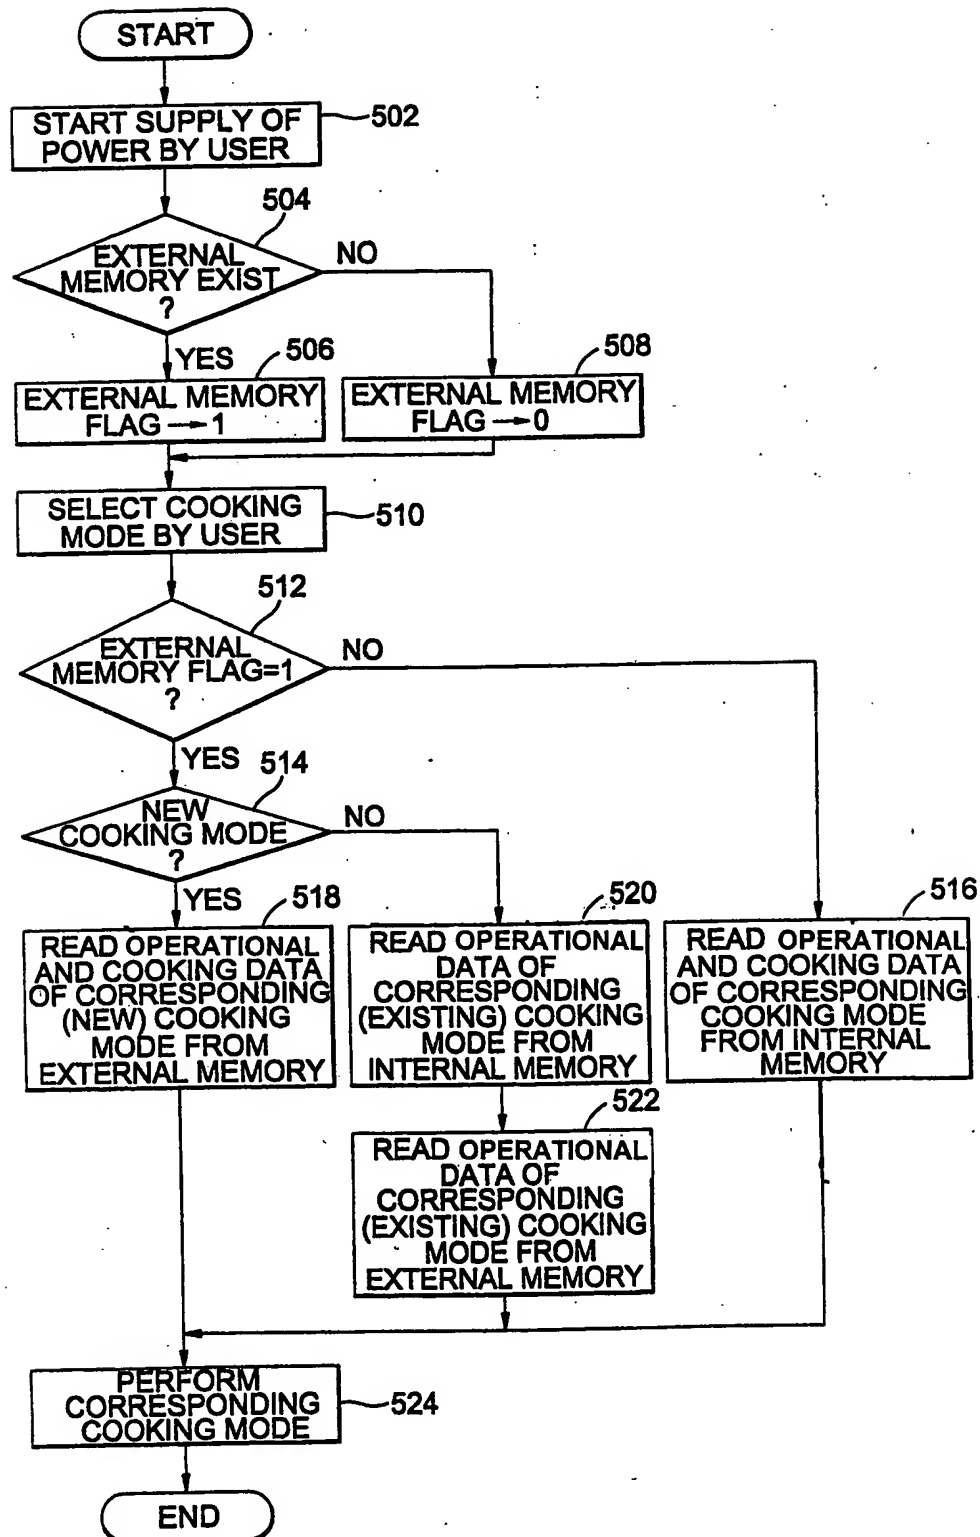 START
START SUPPLY OF
POWER BY USER
502
504
EXTERNAL
MEMORY EXIST
?
NO
YES
506
EXTERNAL MEMORY
FLAG → 1
508
EXTERNAL MEMORY
FLAG → 0
SELECT COOKING
MODE BY USER
510
512
EXTERNAL
MEMORY FLAG=1
?
NO
YES
514
NEW
COOKING MODE
?
NO
YES
518
READ OPERATIONAL
AND COOKING DATA
OF CORRESPONDING
(NEW) COOKING
MODE FROM
EXTERNAL MEMORY
520
READ OPERATIONAL
DATA OF
CORRESPONDING
(EXISTING) COOKING
MODE FROM
INTERNAL MEMORY
516
READ OPERATIONAL
AND COOKING DATA
OF CORRESPONDING
COOKING MODE
FROM INTERNAL
MEMORY
522
READ OPERATIONAL
DATA OF
CORRESPONDING
(EXISTING) COOKING
MODE FROM
EXTERNAL MEMORY
PERFORM
CORRESPONDING
COOKING MODE
524
END